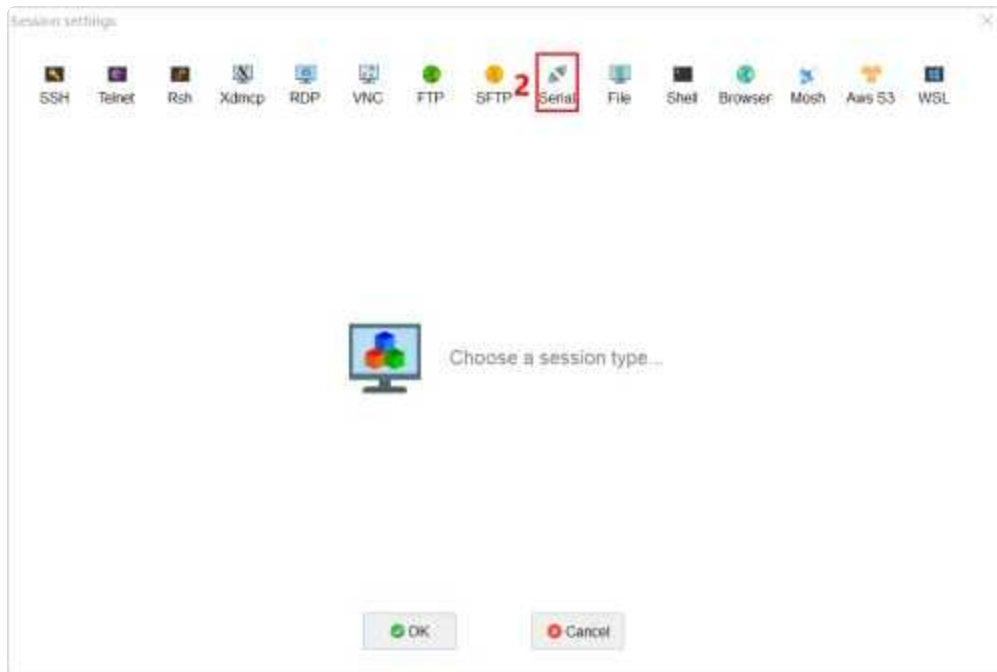 Session settings
SSH Telnet Rsh Xdmcp RDP VNC FTP SFTP 2 Serial File Shell Browser Mosh Aws S3 WSL
Choose a session type...
OK Cancel